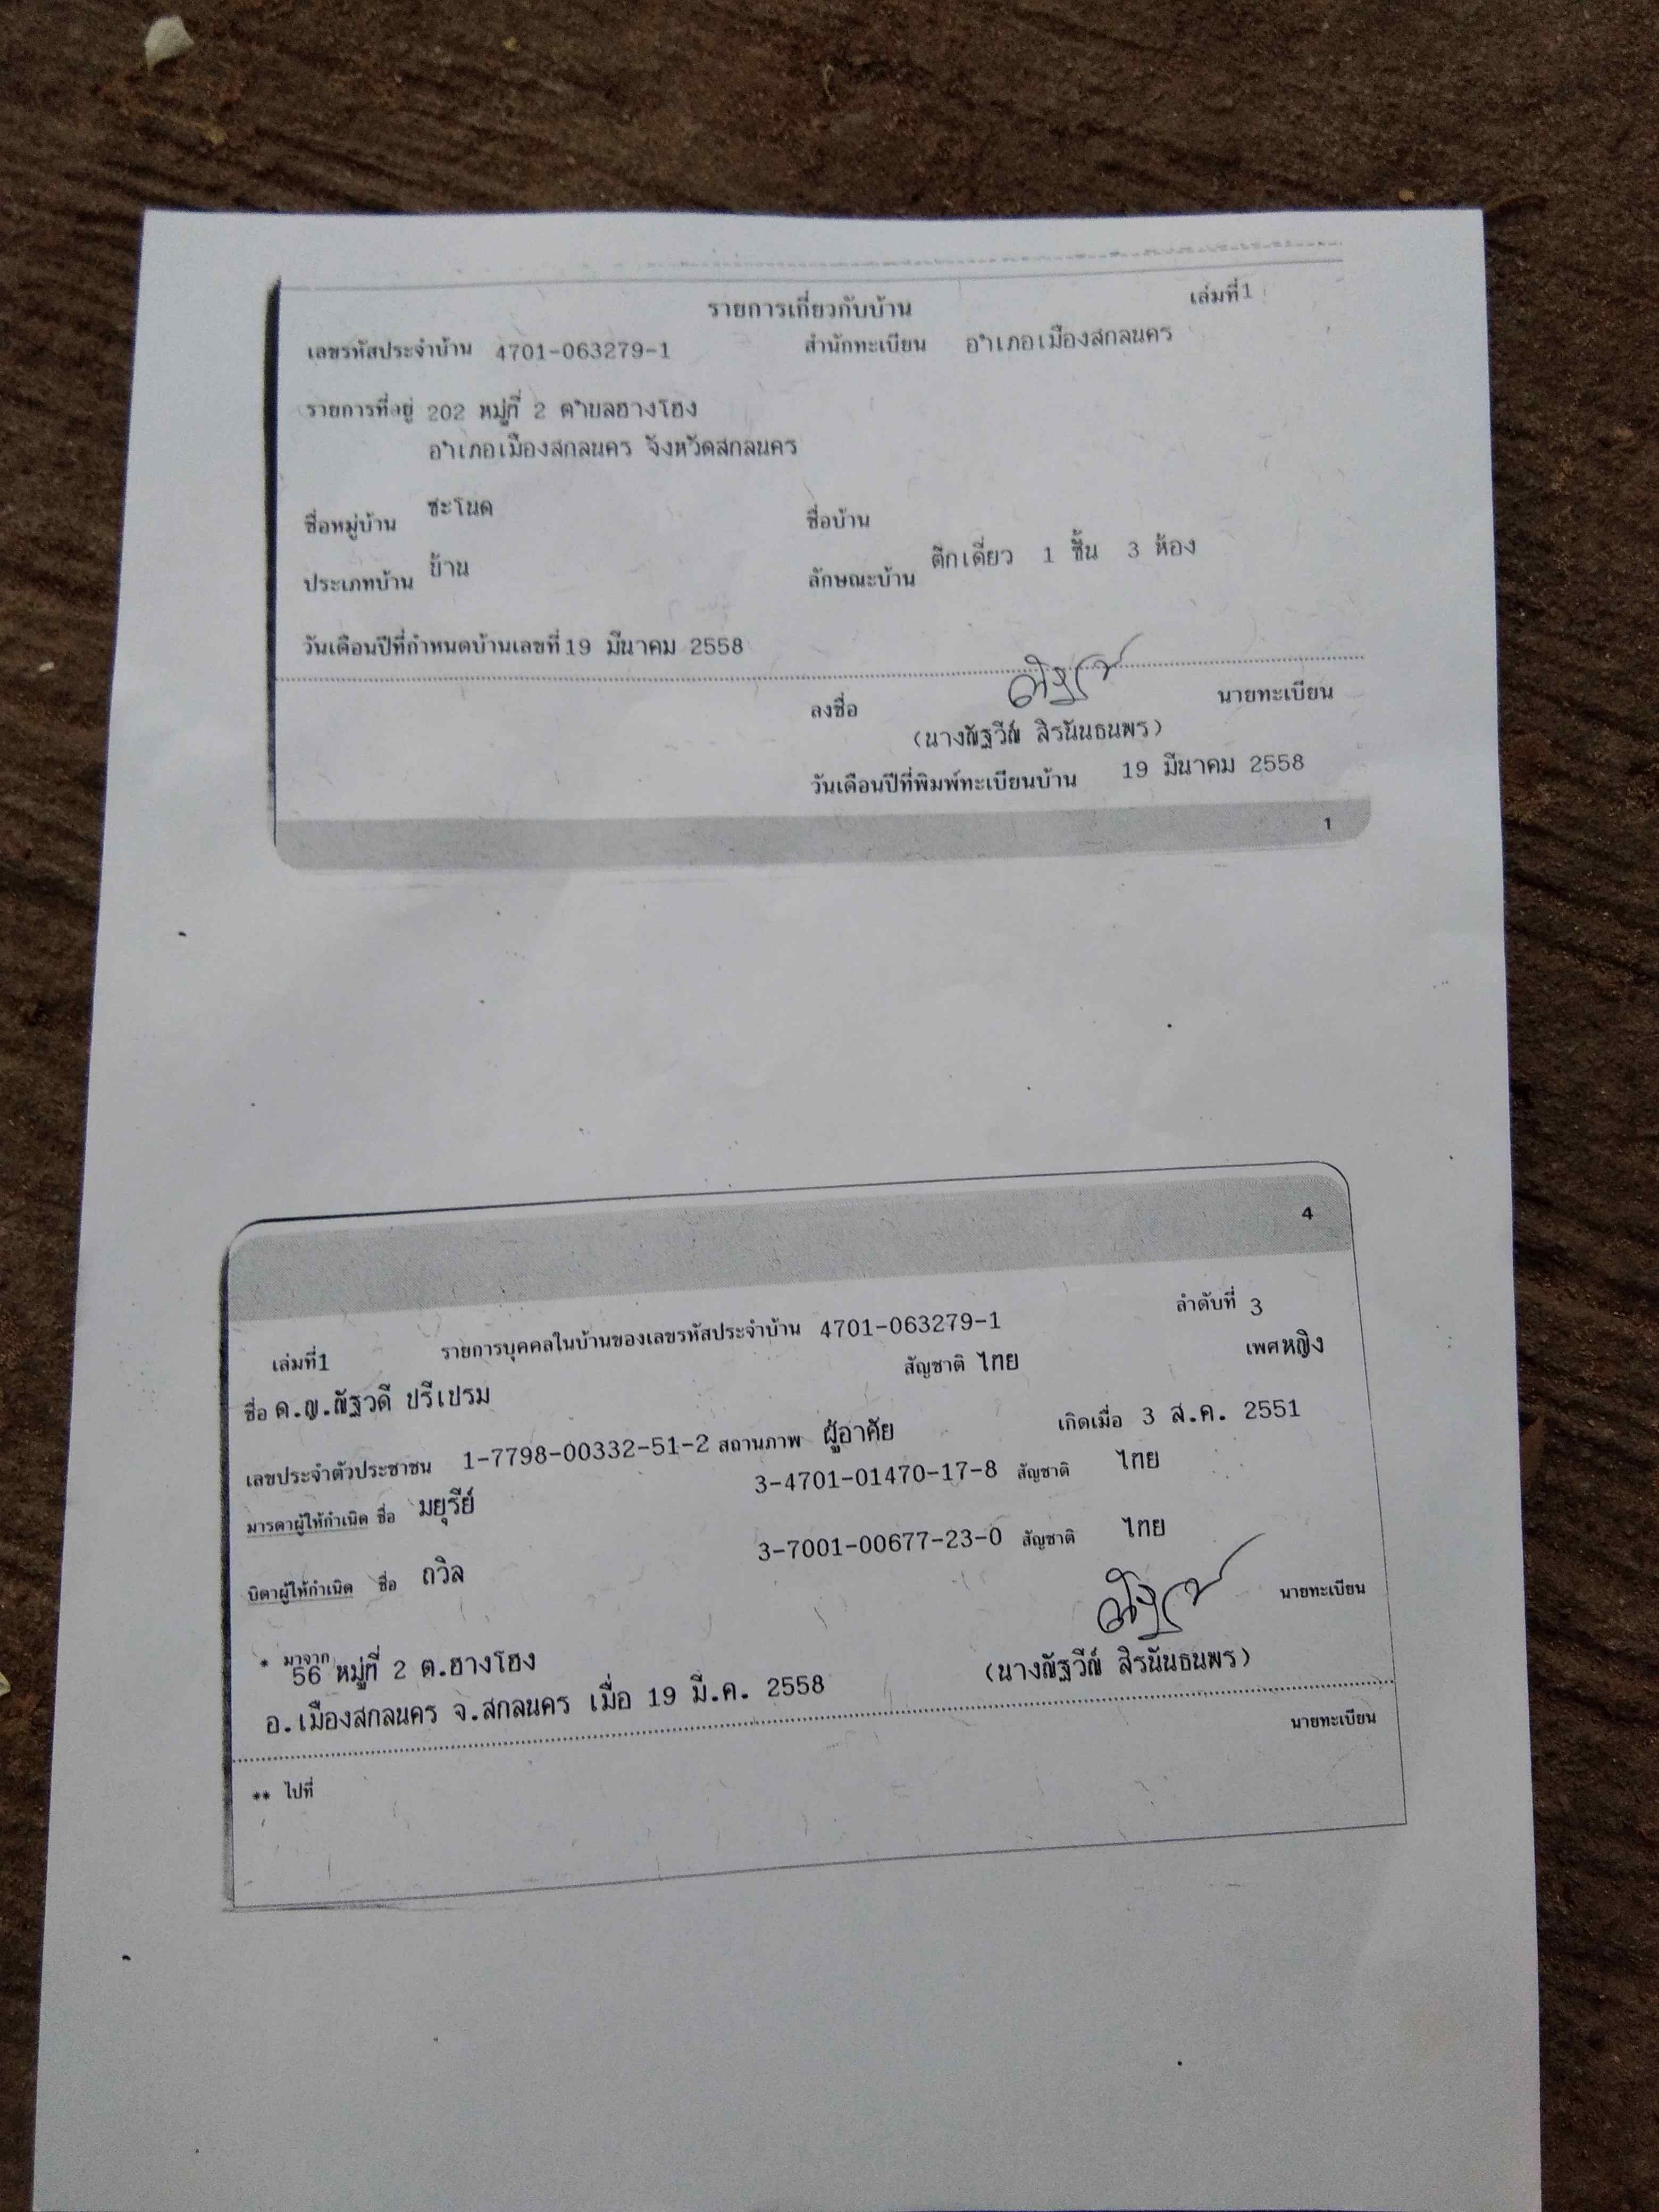 รายการเกี่ยวกับบ้าน เล่มที่ 1
เลขรหัสประจำบ้าน 4701-063279-1 สำนักทะเบียน อำเภอเมืองสกลนคร
รายการที่อยู่ 202 หมู่ที่ 2 ตำบลฮางโฮง
อำเภอเมืองสกลนคร จังหวัดสกลนคร
ชื่อหมู่บ้าน ชะโนด ชื่อบ้าน
ประเภทบ้าน บ้าน ลักษณะบ้าน ตึกเดี่ยว 1 ชั้น 3 ห้อง
วันเดือนปีที่กำหนดบ้านเลขที่ 19 มีนาคม 2558
ลงชื่อ นายทะเบียน
(นางณัฐวีณ์ สิรนันธนพร)
วันเดือนปีที่พิมพ์ทะเบียนบ้าน 19 มีนาคม 2558
1
4
เล่มที่ 1 รายการบุคคลในบ้านของเลขรหัสประจำบ้าน 4701-063279-1 ลำดับที่ 3
ชื่อ ด.ญ.ณัฐวดี ปรีเปรม สัญชาติ ไทย เพศ หญิง
เลขประจำตัวประชาชน 1-7798-00332-51-2 สถานภาพ ผู้อาศัย เกิดเมื่อ 3 ส.ค. 2551
มารดาผู้ให้กำเนิด ชื่อ มยุรีย์ 3-4701-01470-17-8 สัญชาติ ไทย
บิดาผู้ให้กำเนิด ชื่อ ถวิล 3-7001-00677-23-0 สัญชาติ ไทย
* มาจาก นายทะเบียน
56 หมู่ที่ 2 ต.ฮางโฮง
อ.เมืองสกลนคร จ.สกลนคร เมื่อ 19 มี.ค. 2558 (นางณัฐวีณ์ สิรนันธนพร)
** ไปที่ นายทะเบียน